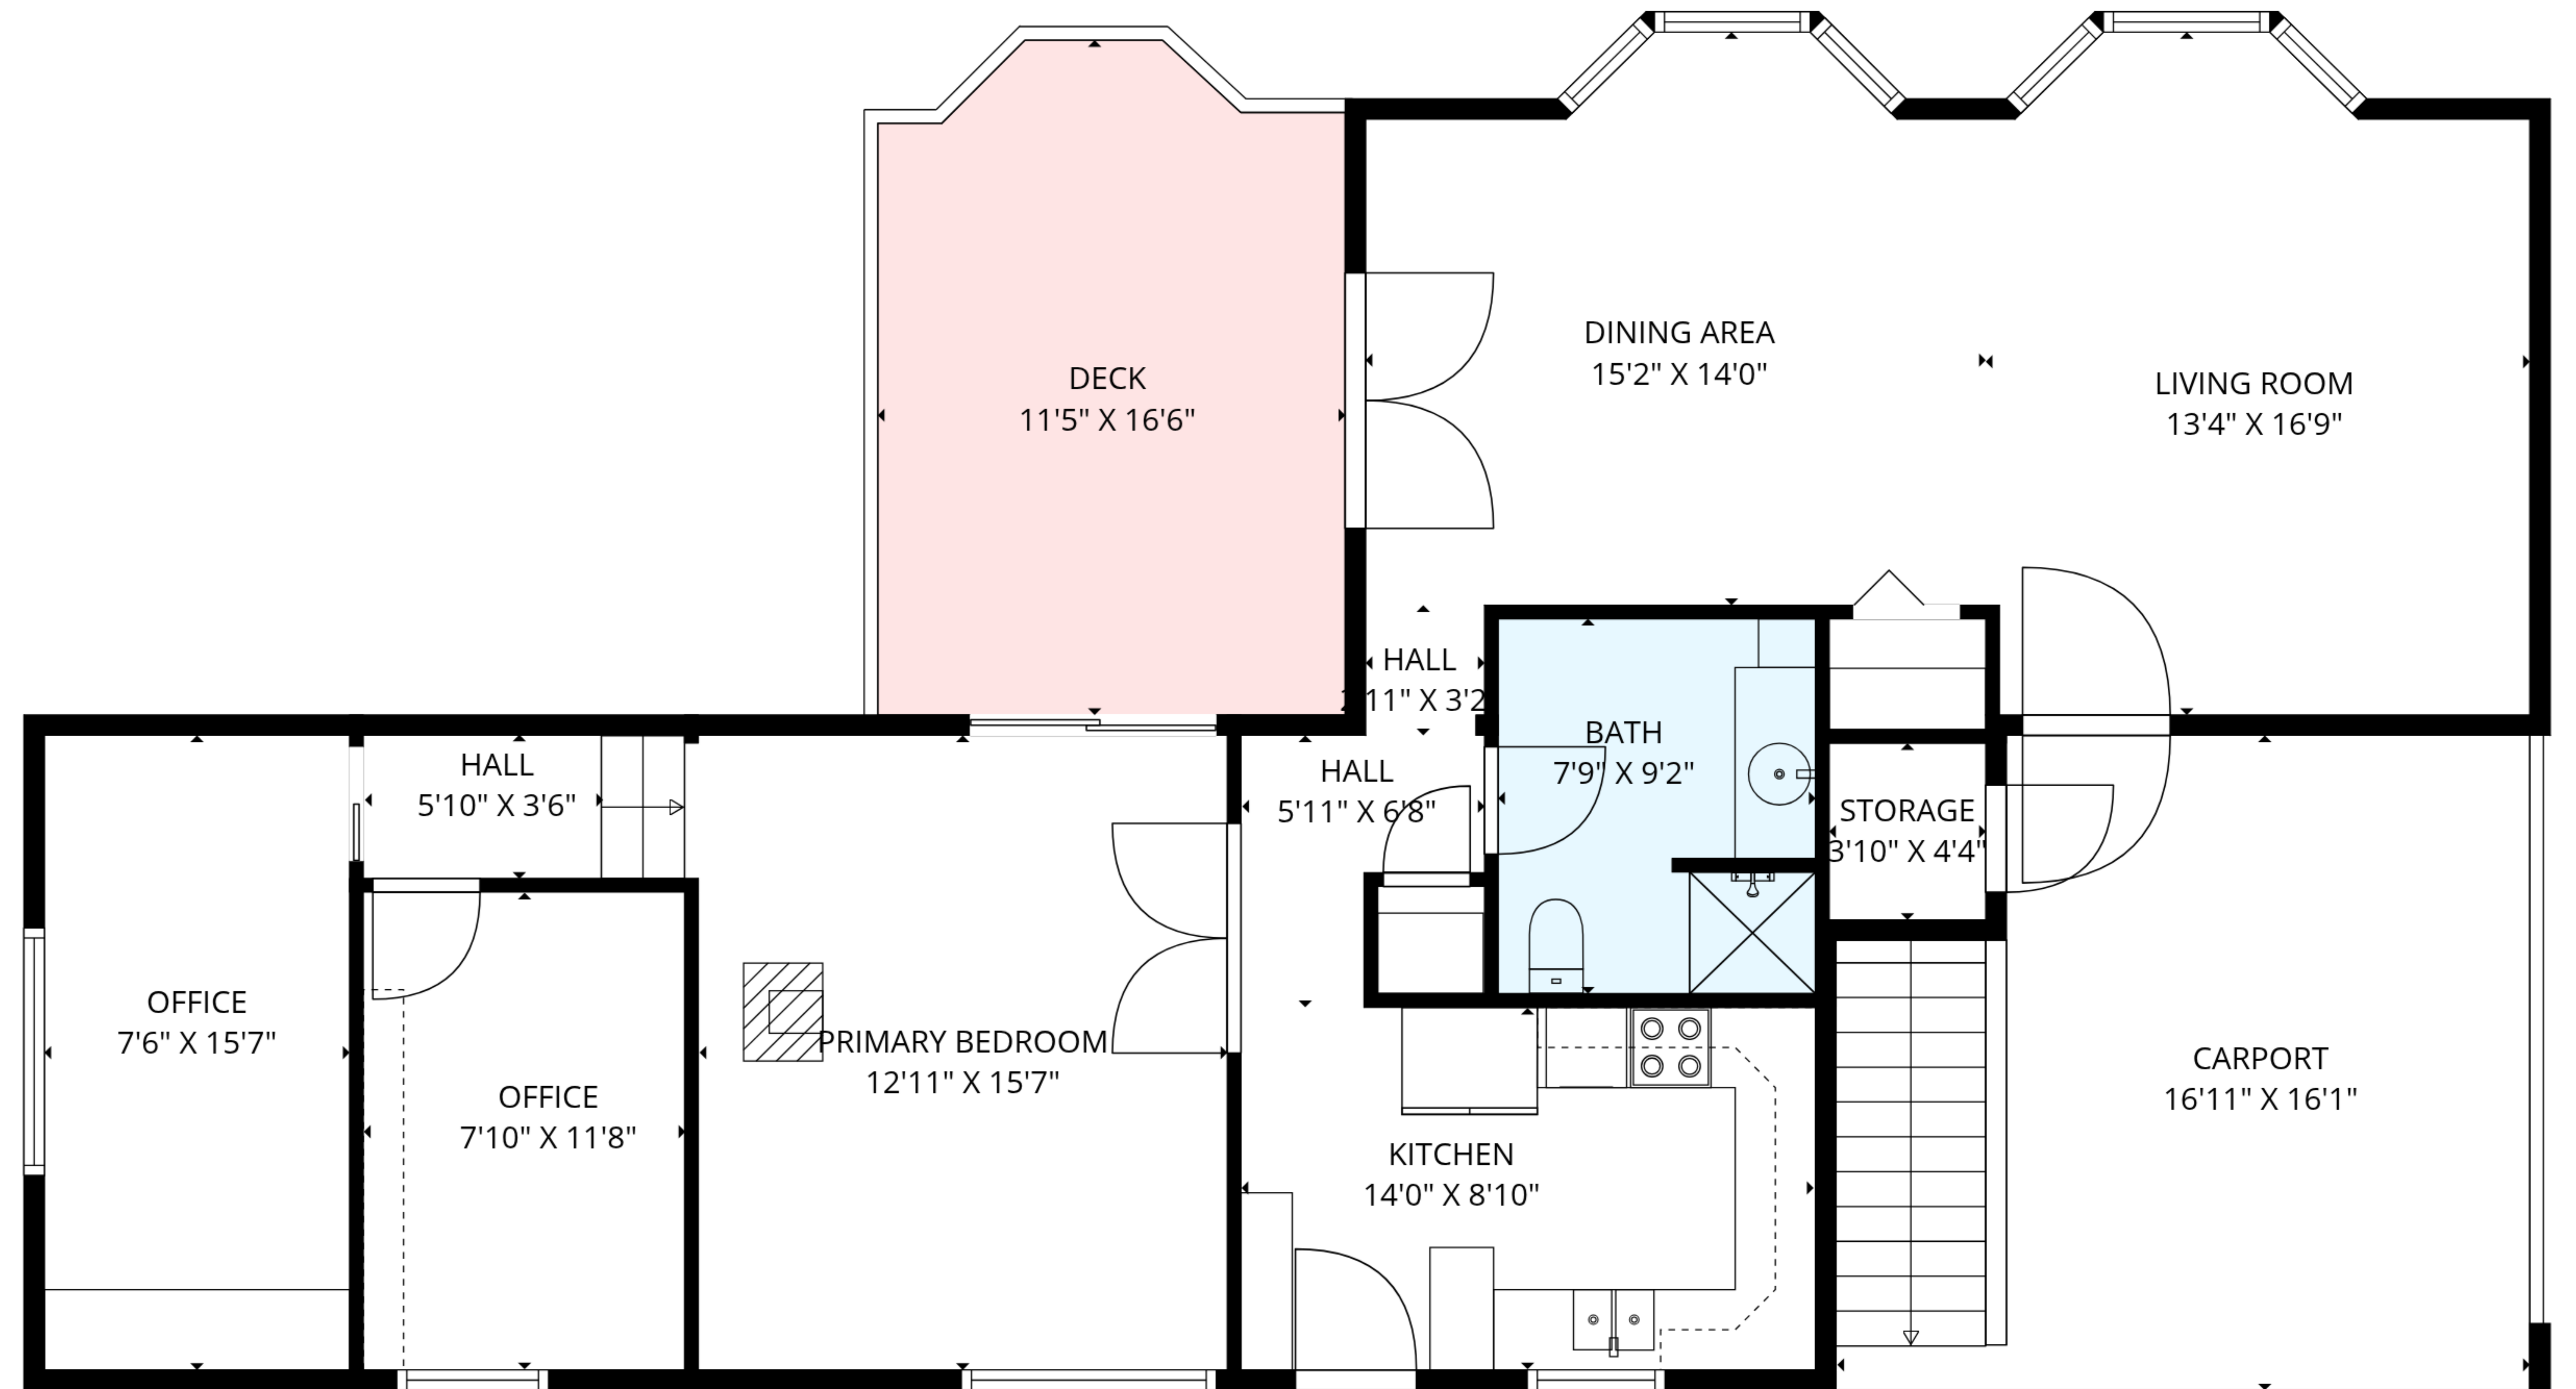 DINING AREA
15'2" X 14'0"
DECK
11'5" X 16'6"
LIVING ROOM
13'4" X 16'9"
HALL
11" X 3'2
BATH
7'9" X 9'2"
HALL
5'10" X 3'6"
HALL
5'11" X 6'8"
STORAGE
3'10" X 4'4"
OFFICE
7'6" X 15'7"
PRIMARY BEDROOM
12'11" X 15'7"
CARPORT
16'11" X 16'1"
OFFICE
7'10" X 11'8"
KITCHEN
14'0" X 8'10"